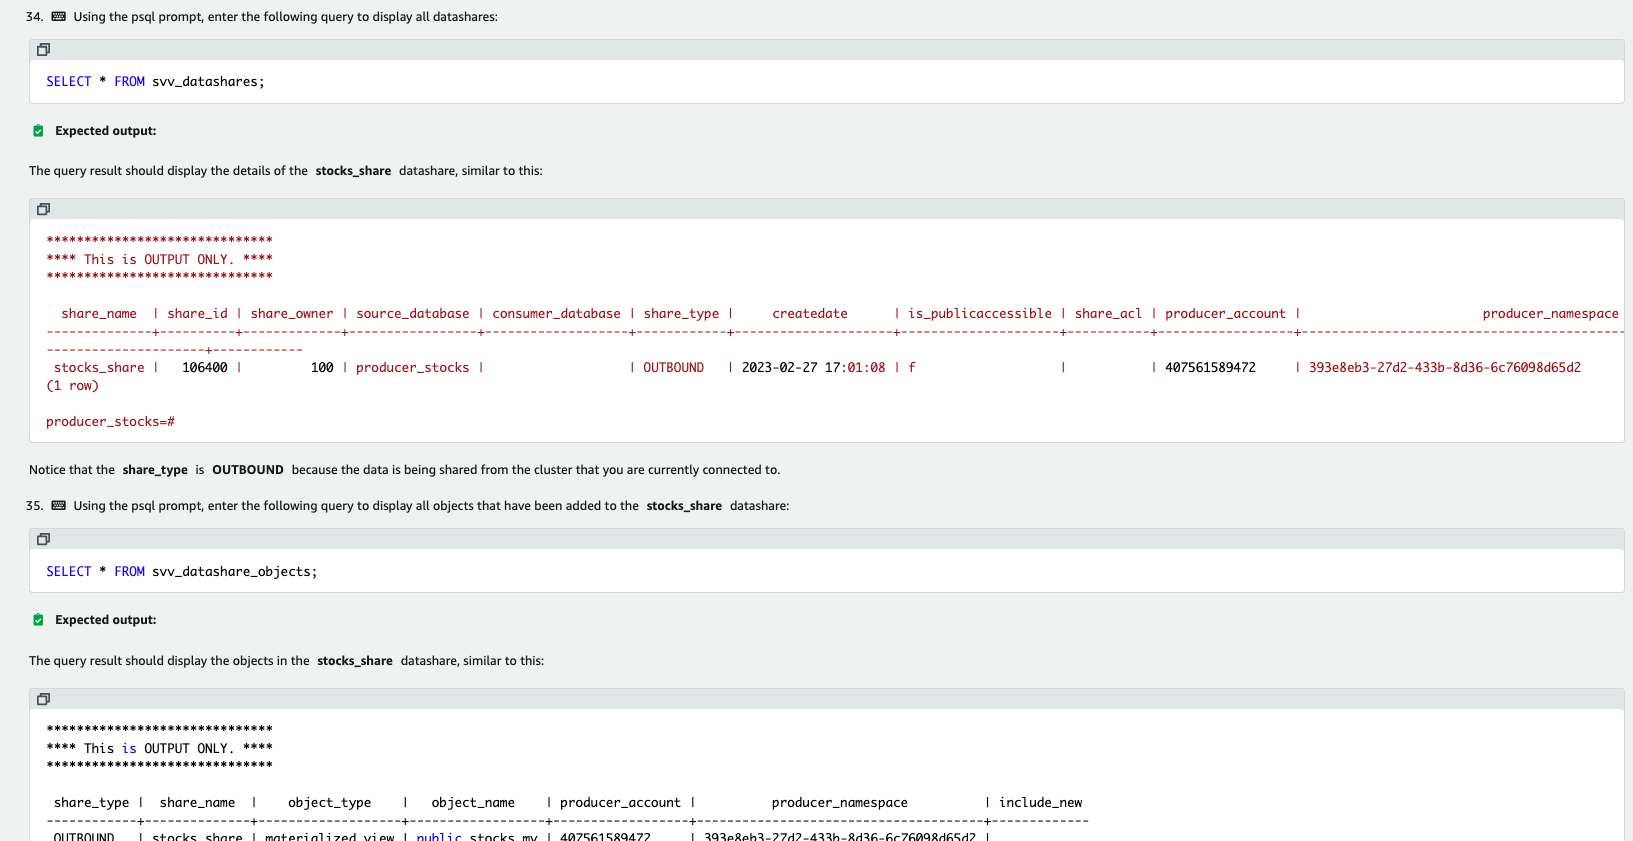 34. Using the psql prompt, enter the following query to display all datashares:
SELECT * FROM svv_datashares;
Expected output:
The query result should display the details of the stocks_share datashare, similar to this:
******************************
**** This is OUTPUT ONLY. ****
******************************
share_name | share_id | share_owner | source_database | consumer_database | share_type | createdate | is_publicaccessible | share_acl | producer_account | producer_namespace
--------------+----------+-------------+-----------------+-------------------+------------+---------------------+---------------------+-----------+------------------+-------------------------------------------
---------------------+------------
stocks_share | 106400 | 100 | producer_stocks | | OUTBOUND | 2023-02-27 17:01:08 | f | | 407561589472 | 393e8eb3-27d2-433b-8d36-6c76098d65d2
(1 row)
producer_stocks=#
Notice that the share_type is OUTBOUND because the data is being shared from the cluster that you are currently connected to.
35. Using the psql prompt, enter the following query to display all objects that have been added to the stocks_share datashare:
SELECT * FROM svv_datashare_objects;
Expected output:
The query result should display the objects in the stocks_share datashare, similar to this:
******************************
**** This is OUTPUT ONLY. ****
******************************
share_type | share_name | object_type | object_name | producer_account | producer_namespace | include_new
------------+--------------+-------------------+------------------+------------------+--------------------------------------+-------------
OUTBOUND | stocks_share | materialized view | public.stocks_mv | 407561589472 | 393e8eb3-27d2-433b-8d36-6c76098d65d2 |